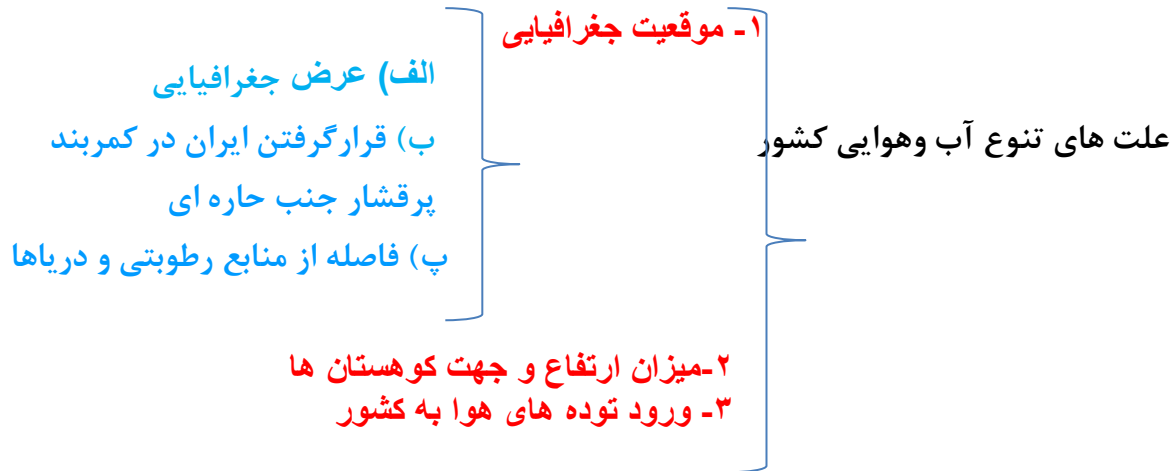 علت های تنوع آب وهوایی کشور
۱- موقعیت جغرافیایی
الف) عرض جغرافیایی
ب) قرارگرفتن ایران در کمربند
پرقشار جنب حاره ای
پ) فاصله از منابع رطوبتی و دریاها
۲-میزان ارتفاع و جهت کوهستان ها
۳- ورود توده های هوا به کشور